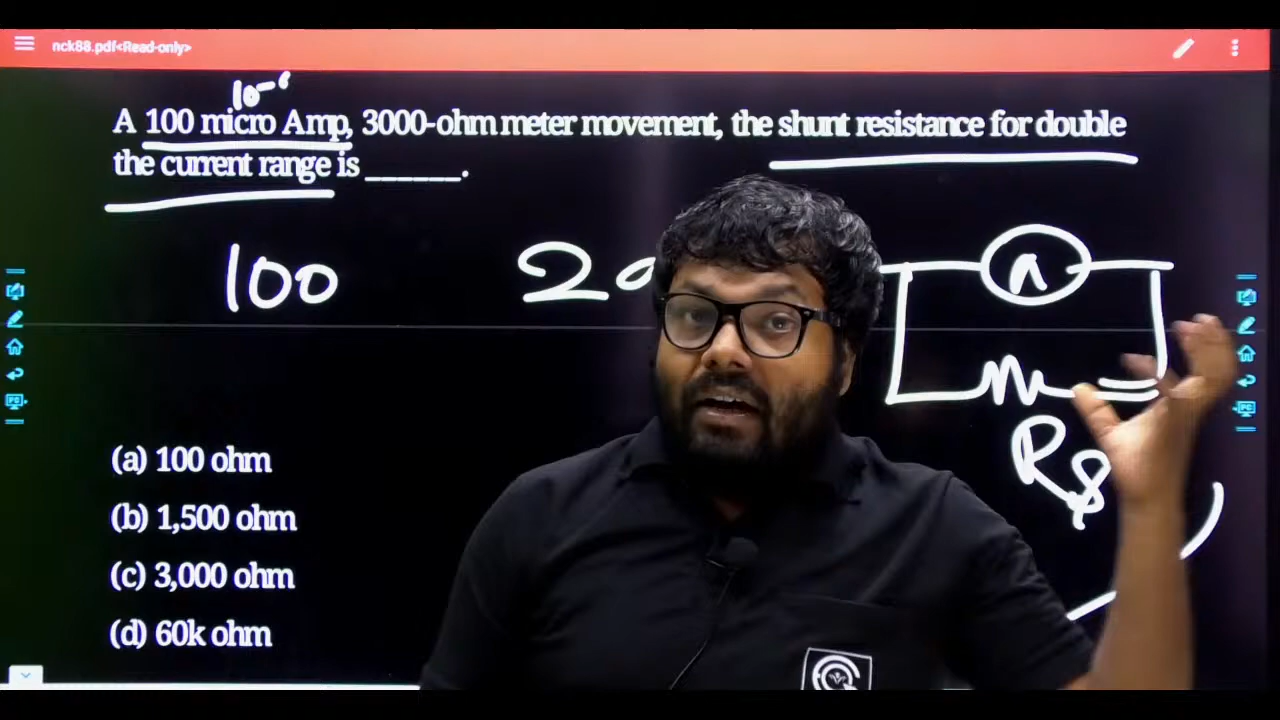 nck88.pdf<Read-only>
10⁻⁶
A 100 micro Amp, 3000-ohm meter movement, the shunt resistance for double
the current range is ______.
100
A
Rs
(a) 100 ohm
(b) 1,500 ohm
(c) 3,000 ohm
(d) 60k ohm